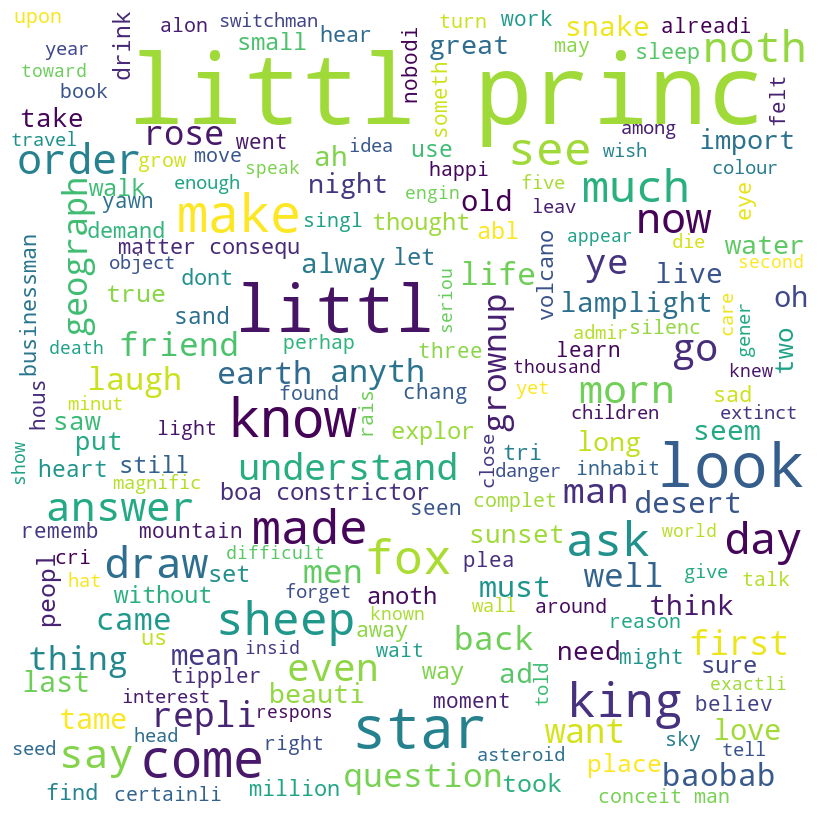 upon
alon
switchman
hear
turn
work
snake
alreadi
year
small
great
may
sleep
noth
toward
book
drink
littl princ
nobodi
someth
felt
take
rose
went
among
import
travel
order
grow
move
idea
ah
use
see
wish
speak
happi
colour
walk
enough
night
engin
five
much
eye
geograph
yawn
make
singl
thought
old
leav
now
demand
abl
appear
die
water
matter consequ
alway
let
life
ye
live
second
businessman
object
dont
littl
seriou
volcano
oh
true
sand
lamplight
care
gener
two
death
friend
perhap
three
grownup
admir
silenc
go
hous
laugh
earth
anyth
learn
thousand
knew
minut
found
chang
morn
yet
sad
saw
light
know
rais
explor
children
extinct
show
put
long
seem
heart
still
understand
close
tri
inhabit
look
magnific
boa constrictor
seen
danger
man
answer
complet
desert
rememb
mountain
made
sunset
ask
world
day
cri
draw
difficult
fox
plea
peopl
hat
set
men
forget
anoth
must
well
give
talk
without
known
wall
around
think
came
us
sheep
away
back
reason
first
thing
mean
insid
wait
need
might
tippler
even
way
ad
told
sure
last
beauti
believ
exactli
interest
moment
king
tame
repli
respons
star
want
love
seed
say
head
right
sky
tell
come
asteroid
question
place
baobab
find
certainli
million
took
conceit man